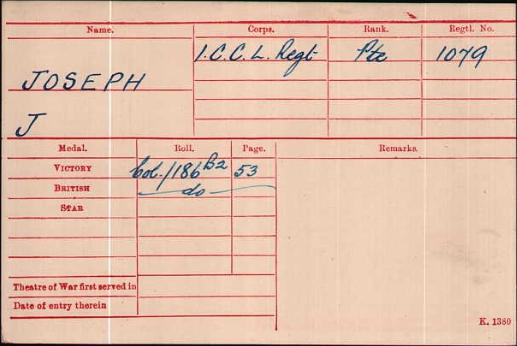 Name. Corps. Rank. Regtl. No.
JOSEPH I.C.C.L. Regt Pte 1079
J
Medal. Roll. Page. Remarks.
VICTORY Col./186 B2 53
BRITISH do
STAR
Theatre of War first served in
Date of entry therein
K. 1380